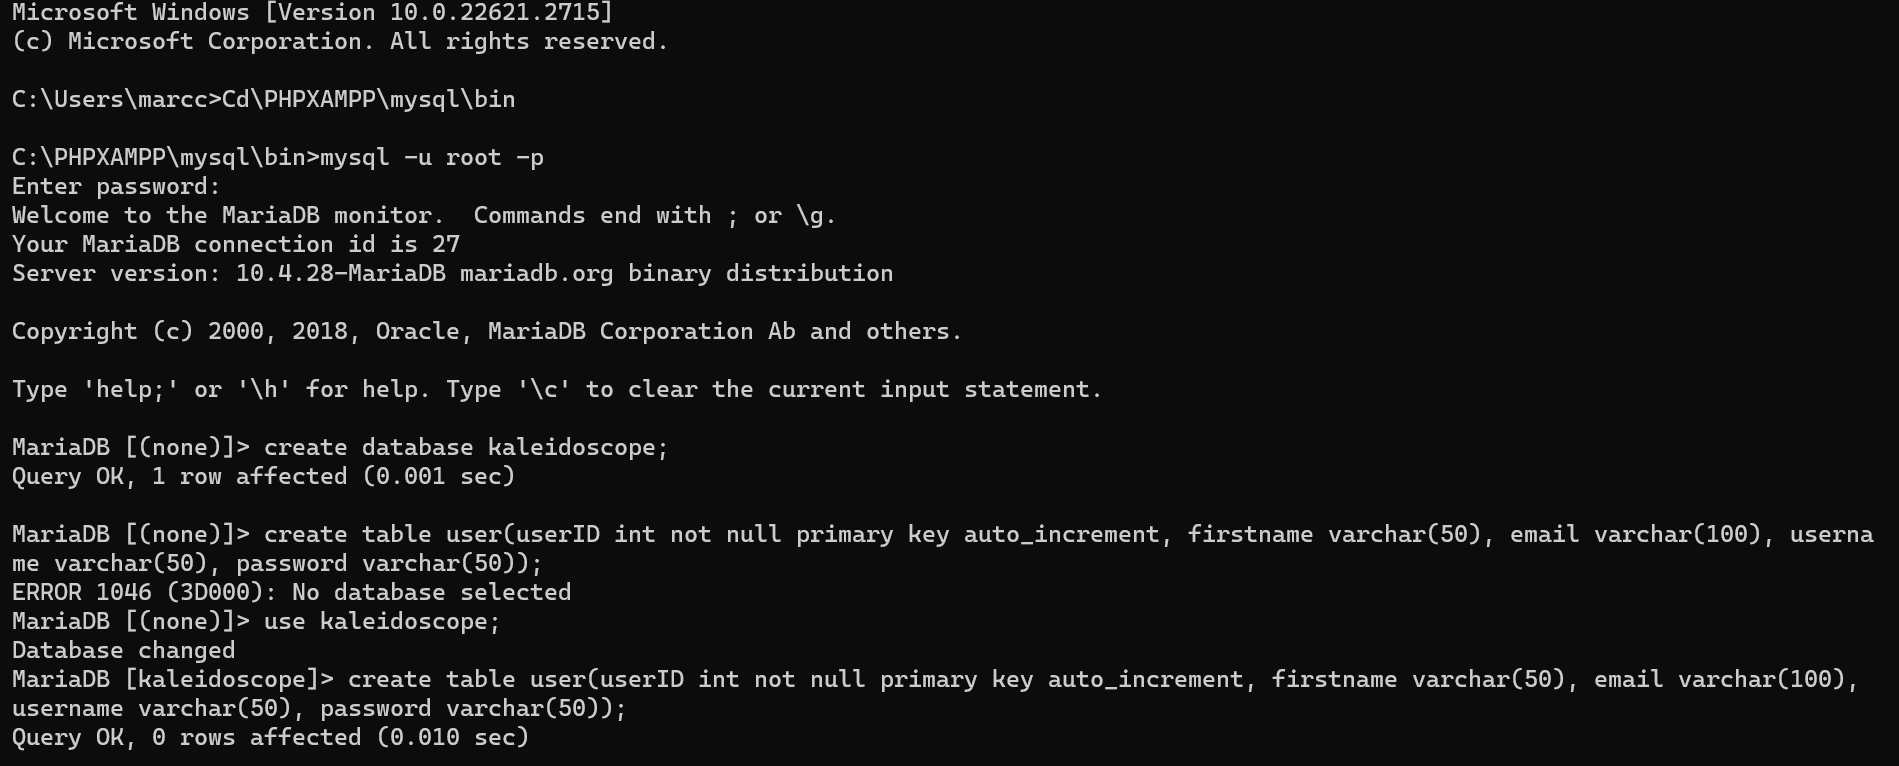 Microsoft Windows [Version 10.0.22621.2715]
(c) Microsoft Corporation. All rights reserved.
C:\Users\marcc>Cd\PHPXAMPP\mysql\bin
C:\PHPXAMPP\mysql\bin>mysql -u root -p
Enter password:
Welcome to the MariaDB monitor.  Commands end with ; or \g.
Your MariaDB connection id is 27
Server version: 10.4.28-MariaDB mariadb.org binary distribution
Copyright (c) 2000, 2018, Oracle, MariaDB Corporation Ab and others.
Type 'help;' or '\h' for help. Type '\c' to clear the current input statement.
MariaDB [(none)]> create database kaleidoscope;
Query OK, 1 row affected (0.001 sec)
MariaDB [(none)]> create table user(userID int not null primary key auto_increment, firstname varchar(50), email varchar(100), userna
me varchar(50), password varchar(50));
ERROR 1046 (3D000): No database selected
MariaDB [(none)]> use kaleidoscope;
Database changed
MariaDB [kaleidoscope]> create table user(userID int not null primary key auto_increment, firstname varchar(50), email varchar(100),
username varchar(50), password varchar(50));
Query OK, 0 rows affected (0.010 sec)